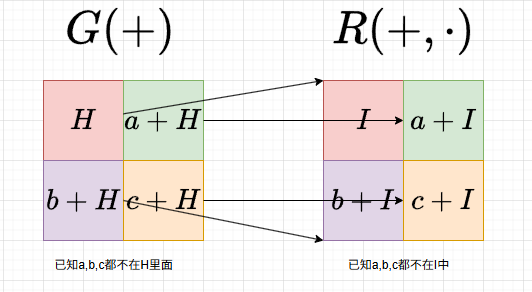 G(+) R(+,·)
H a + H I a + I
b + H c + H b + I c + I
已知a,b,c都不在H里面 已知a,b,c都不在I中